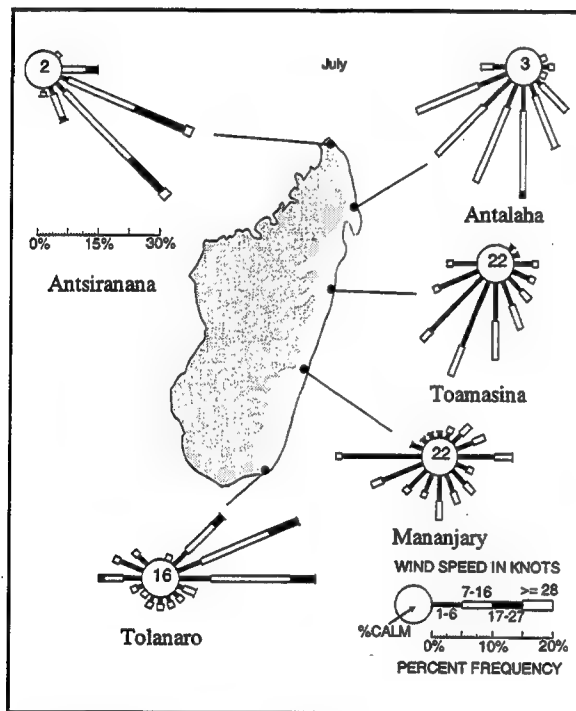 2
July
3
Antalaha
0% 15% 30%
Antsiranana
22
Toamasina
22
Mananjary
16
Tolanaro
WIND SPEED IN KNOTS
7-16 >= 28
1-6 17-27
%CALM
0% 10% 20%
PERCENT FREQUENCY